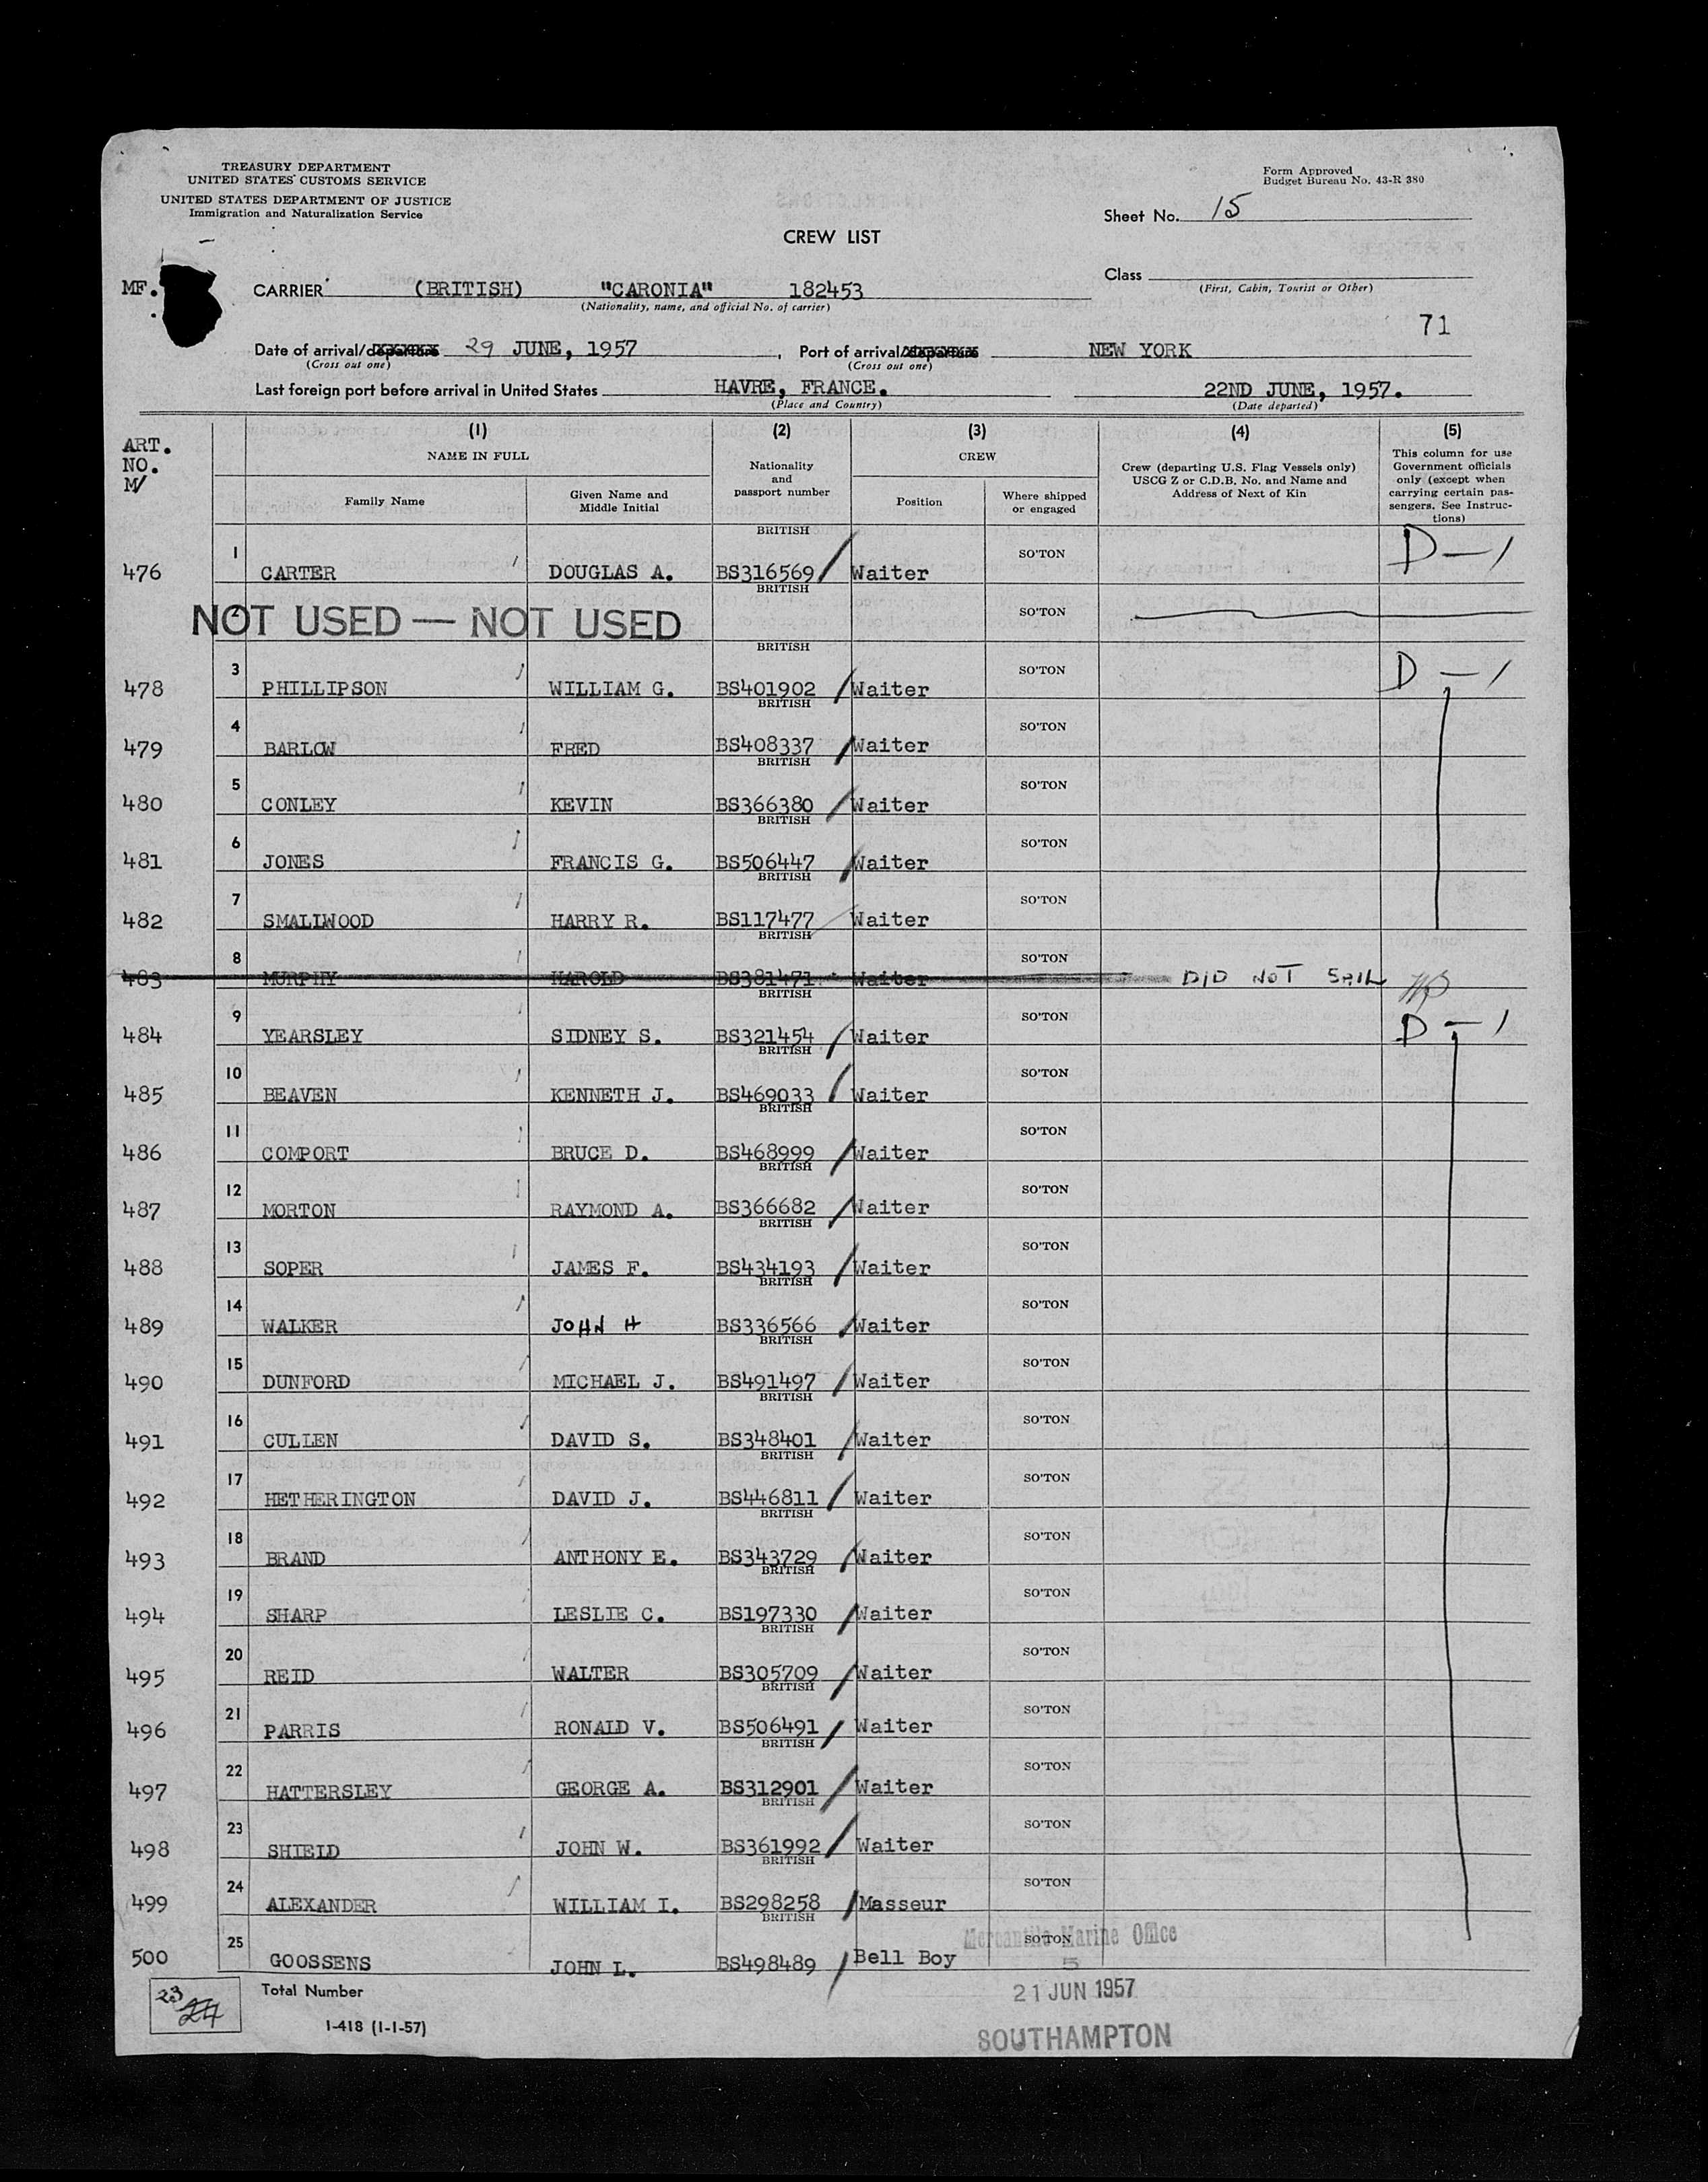 TREASURY DEPARTMENT
UNITED STATES CUSTOMS SERVICE
UNITED STATES DEPARTMENT OF JUSTICE
Immigration and Naturalization Service
Form Approved
Budget Bureau No. 43-R 380
Sheet No. 15
CREW LIST
Class
(First, Cabin, Tourist or Other)
MF.
CARRIER (BRITISH) "CARONIA" 182453
(Nationality, name, and official No. of carrier)
71
Date of arrival/departure 29 JUNE, 1957, Port of arrival/departure NEW YORK
(Cross out one) (Cross out one)
Last foreign port before arrival in United States HAVRE, FRANCE. 22ND JUNE, 1957.
(Place and Country) (Date departed)
ART. NO. M/
(1) (2) (3) (4) (5)
NAME IN FULL
Family Name
Given Name and Middle Initial
Nationality and passport number
CREW
Position
Where shipped or engaged
Crew (departing U.S. Flag Vessels only) USCG Z or C.D.B. No. and Name and Address of Next of Kin
This column for use Government officials only (except when carrying certain passengers. See Instructions)
476 1 CARTER DOUGLAS A. BRITISH BS316569 Waiter SO'TON D-1
2 NOT USED — NOT USED BRITISH SO'TON
478 3 PHILLIPSON WILLIAM G. BRITISH BS401902 Waiter SO'TON D-1
479 4 BARLOW FRED BRITISH BS408337 Waiter SO'TON
480 5 CONLEY KEVIN BRITISH BS366380 Waiter SO'TON
481 6 JONES FRANCIS G. BRITISH BS506447 Waiter SO'TON
482 7 SMALLWOOD HARRY R. BRITISH BS117477 Waiter SO'TON
483 8 MURPHY HAROLD BRITISH BS381471 Waiter SO'TON DID NOT SAIL
484 9 YEARSLEY SIDNEY S. BRITISH BS321454 Waiter SO'TON D-1
485 10 BEAVEN KENNETH J. BRITISH BS469033 Waiter SO'TON
486 11 COMPORT BRUCE D. BRITISH BS468999 Waiter SO'TON
487 12 MORTON RAYMOND A. BRITISH BS366682 Waiter SO'TON
488 13 SOPER JAMES F. BRITISH BS434193 Waiter SO'TON
489 14 WALKER JOHN H BRITISH BS336566 Waiter SO'TON
490 15 DUNFORD MICHAEL J. BRITISH BS491497 Waiter SO'TON
491 16 CULLEN DAVID S. BRITISH BS348401 Waiter SO'TON
492 17 HETHERINGTON DAVID J. BRITISH BS446811 Waiter SO'TON
493 18 BRAND ANTHONY E. BRITISH BS343729 Waiter SO'TON
494 19 SHARP LESLIE C. BRITISH BS197330 Waiter SO'TON
495 20 REID WALTER BRITISH BS305709 Waiter SO'TON
496 21 PARRIS RONALD V. BRITISH BS506491 Waiter SO'TON
497 22 HATTERSLEY GEORGE A. BRITISH BS312901 Waiter SO'TON
498 23 SHIELD JOHN W. BRITISH BS361992 Waiter SO'TON
499 24 ALEXANDER WILLIAM I. BRITISH BS298258 Masseur SO'TON
500 25 GOOSSENS JOHN L. BRITISH BS498489 Bell Boy SO'TON
Mercantile Marine Office
5
21 JUN 1957
SOUTHAMPTON
23 24 Total Number
I-418 (1-1-57)